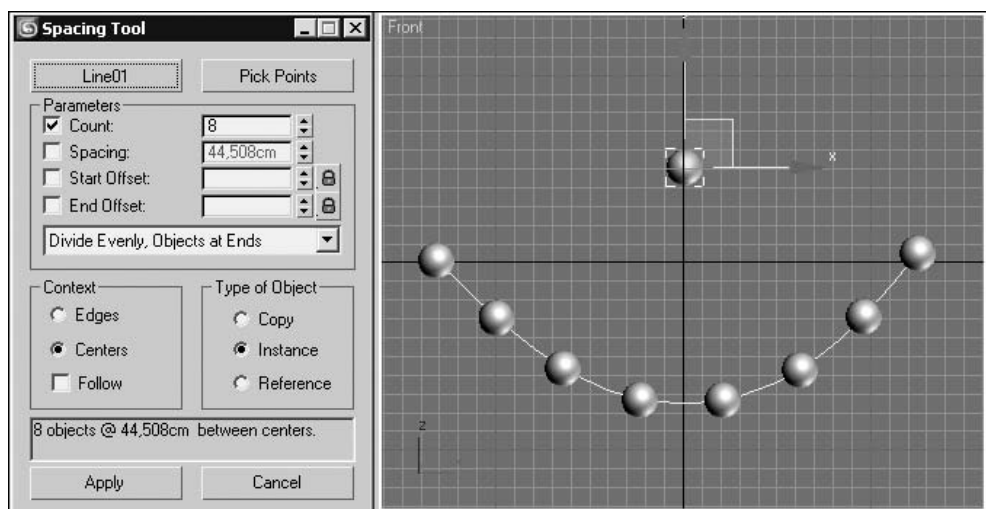 Spacing Tool
Line01 Pick Points
Parameters
Count: 8
Spacing: 44,508cm
Start Offset:
End Offset:
Divide Evenly, Objects at Ends
Context
Edges
Centers
Follow
Type of Object
Copy
Instance
Reference
8 objects @ 44,508cm between centers.
Apply Cancel
Front
x
z